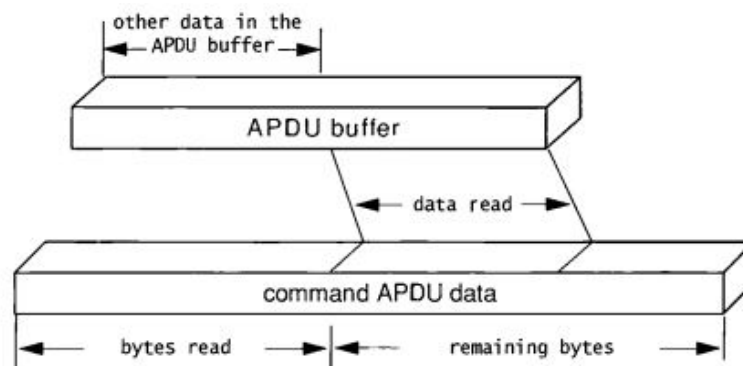 other data in the
APDU buffer
APDU buffer
data read
command APDU data
bytes read
remaining bytes